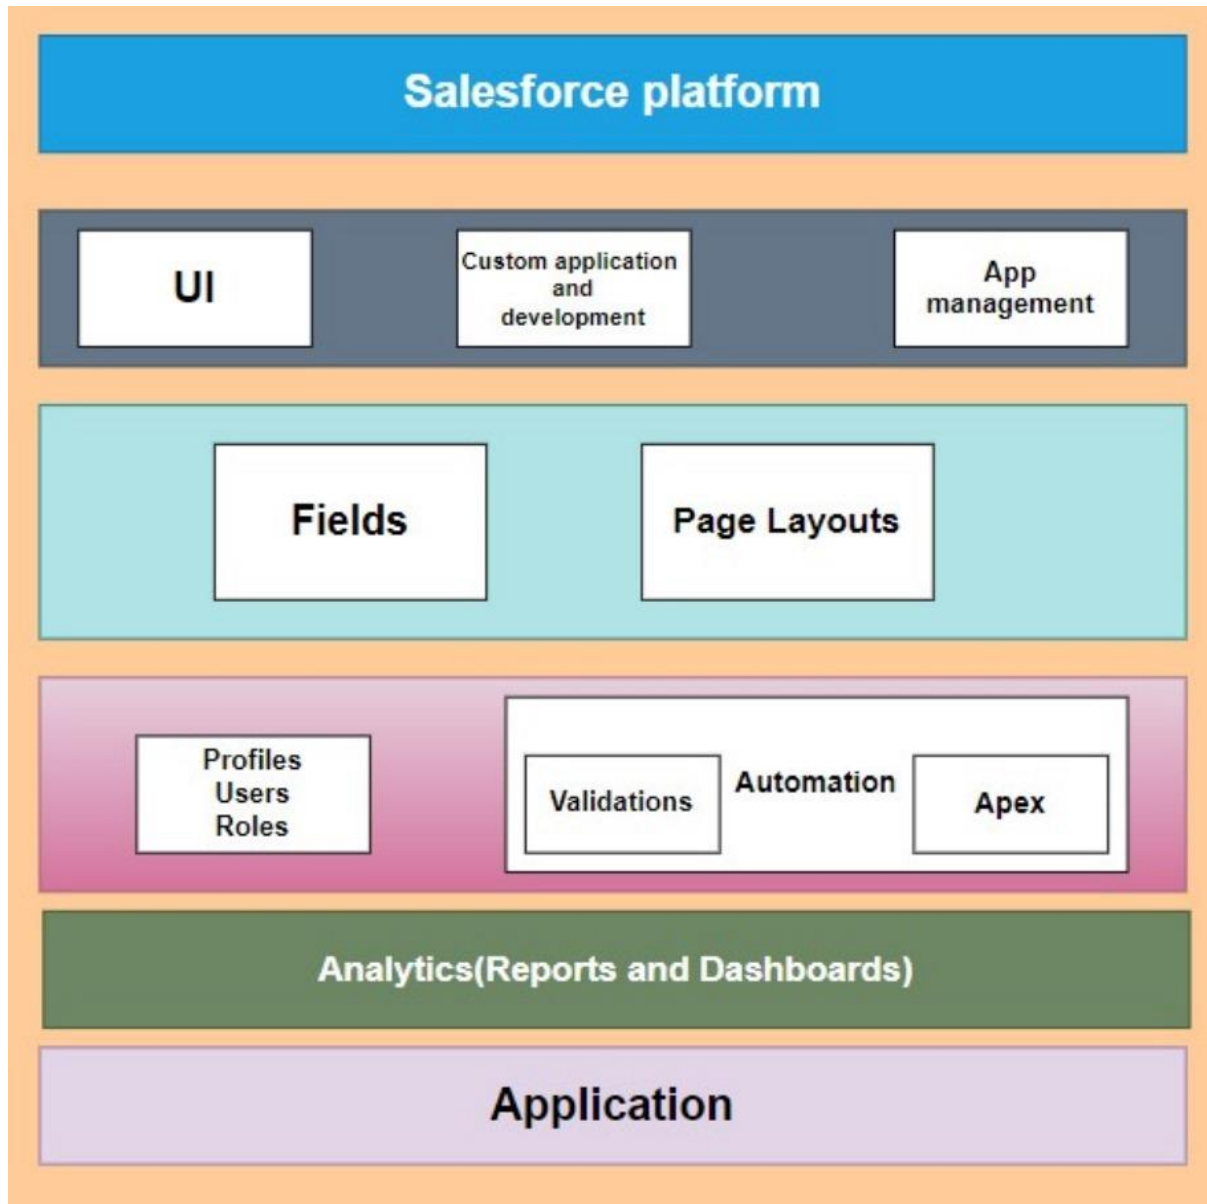 Salesforce platform
UI
Custom application
and
development
App
management
Fields
Page Layouts
Profiles
Users
Roles
Validations
Automation
Apex
Analytics(Reports and Dashboards)
Application